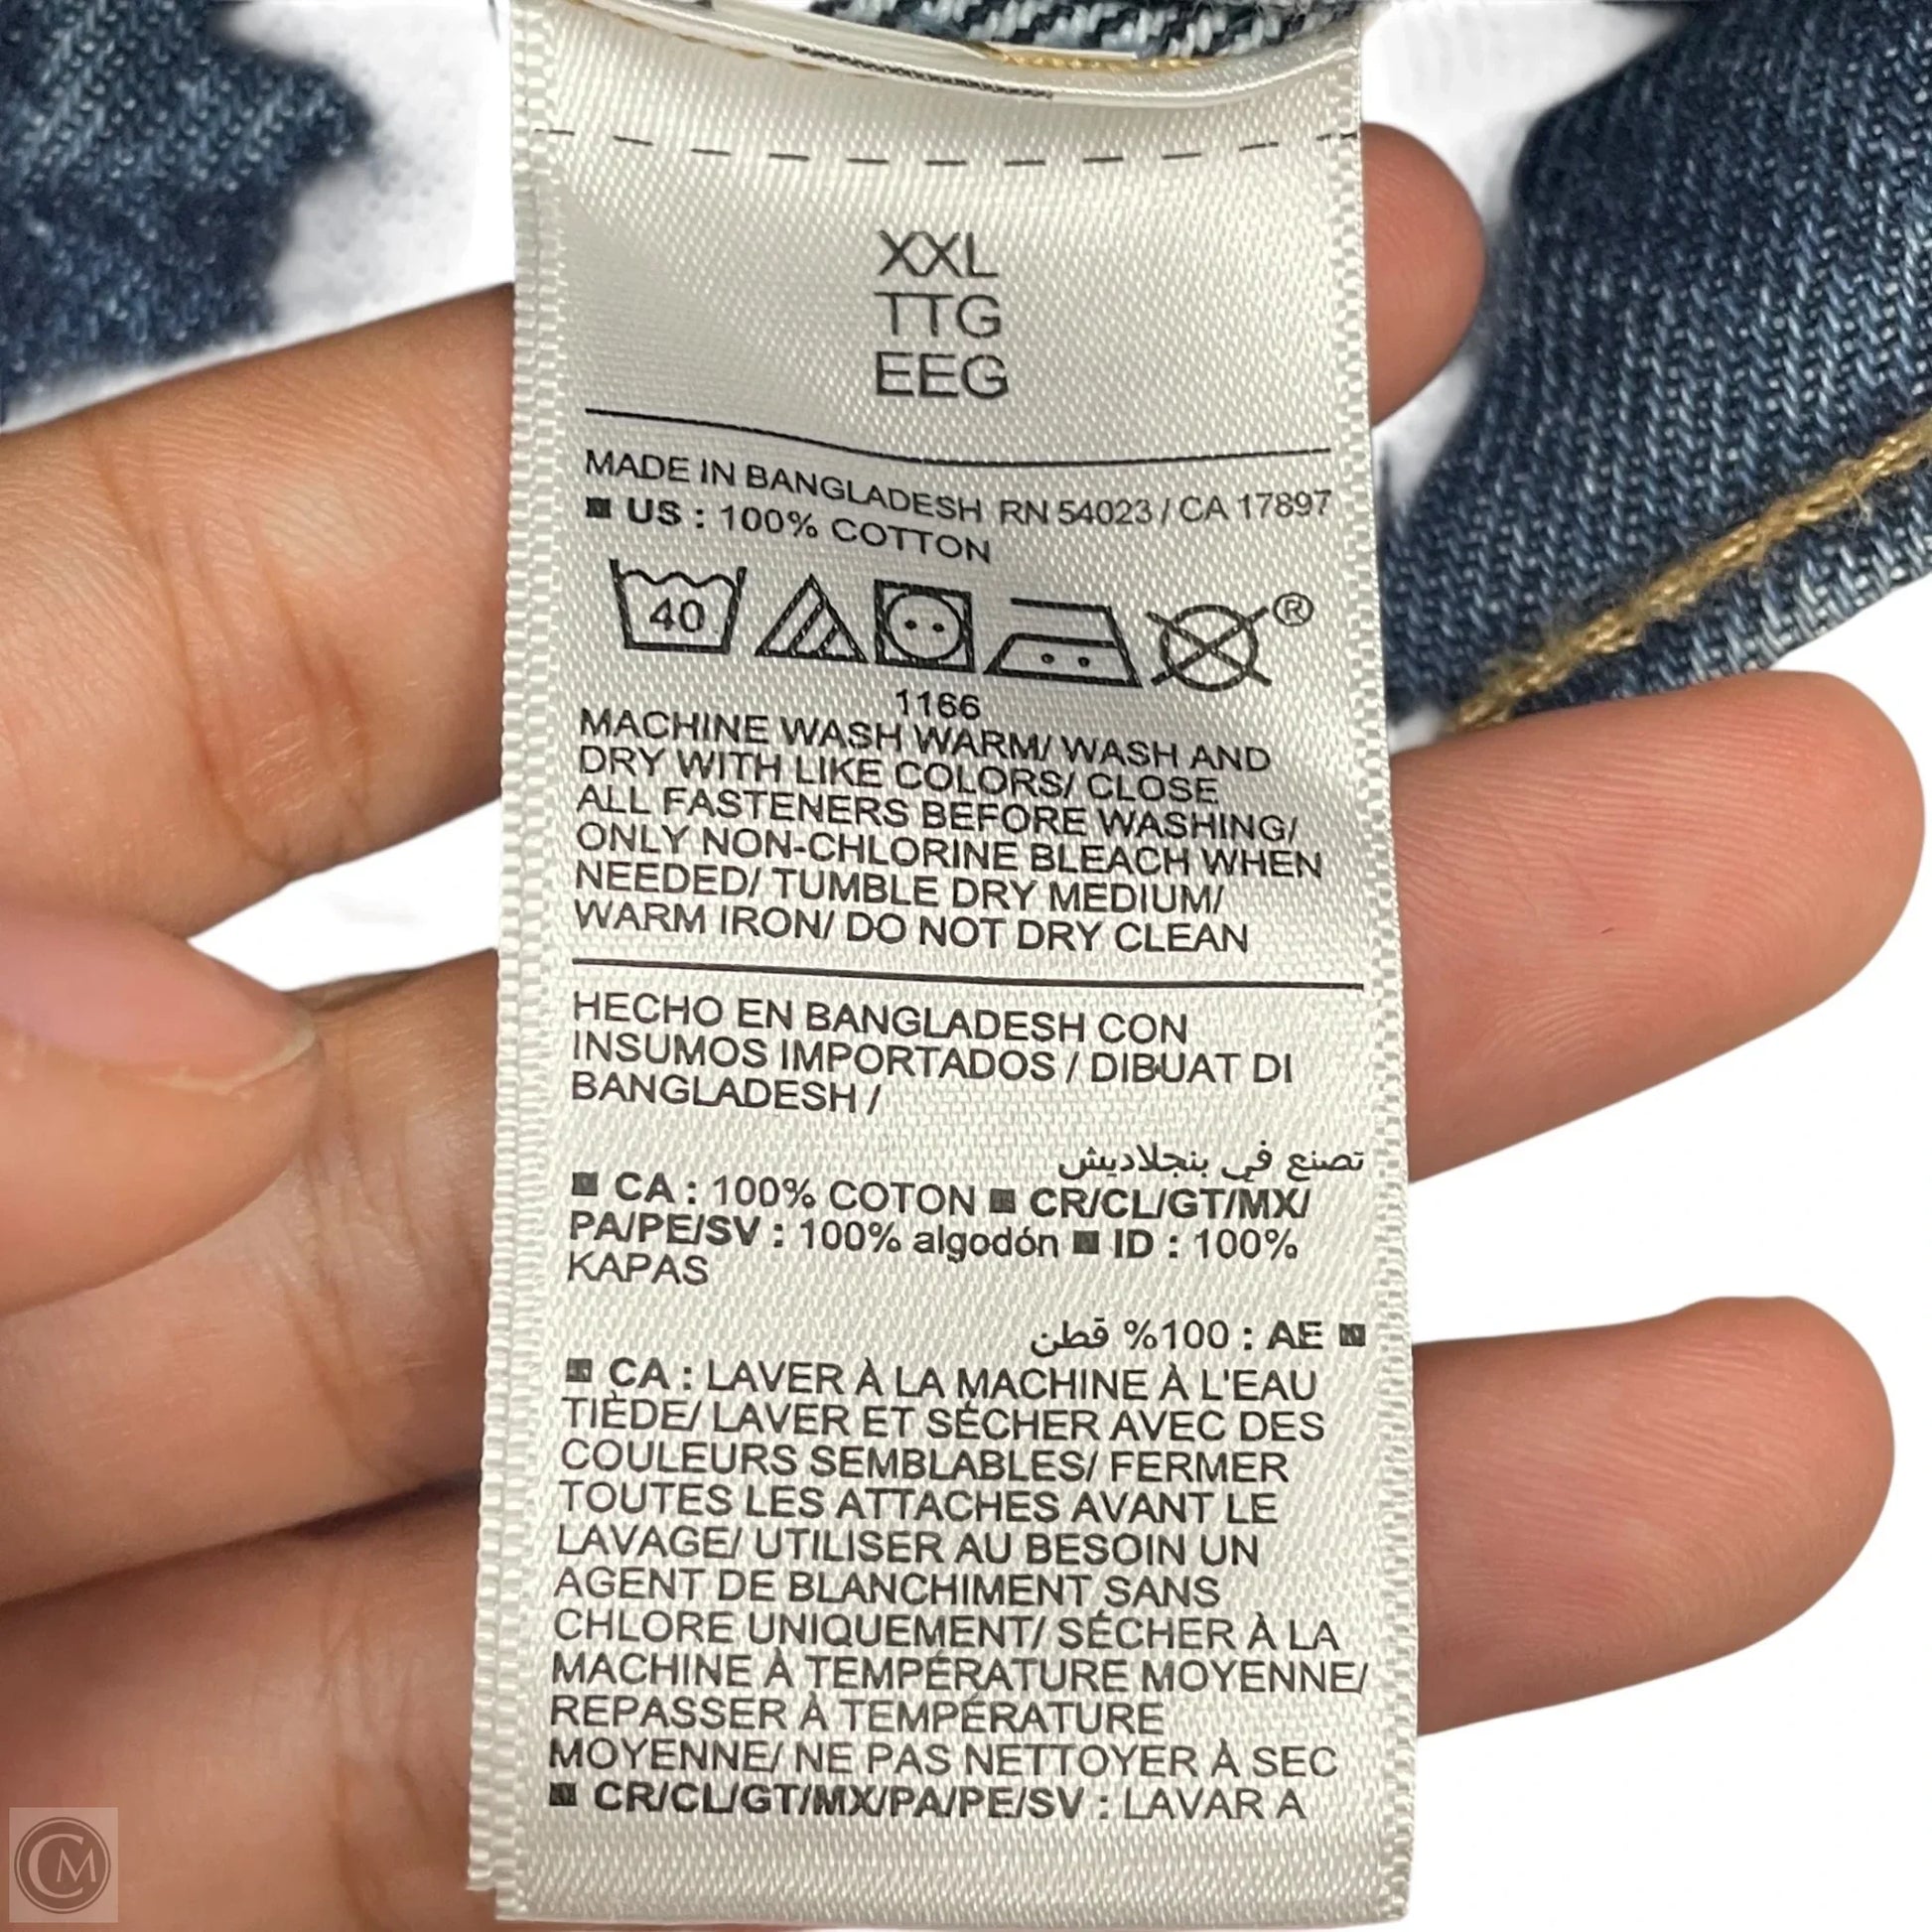 XXL
TTG
EEG
MADE IN BANGLADESH RN 54023 / CA 17897
US : 100% COTTON
40
®
1166
MACHINE WASH WARM/ WASH AND
DRY WITH LIKE COLORS/ CLOSE
ALL FASTENERS BEFORE WASHING/
ONLY NON-CHLORINE BLEACH WHEN
NEEDED/ TUMBLE DRY MEDIUM/
WARM IRON/ DO NOT DRY CLEAN
HECHO EN BANGLADESH CON
INSUMOS IMPORTADOS / DIBUAT DI
BANGLADESH /
تصنع في بنجلاديش
■ CA : 100% COTON ■ CR/CL/GT/MX/
PA/PE/SV : 100% algodón ■ ID : 100%
KAPAS
■ AE : 100% قطن
■ CA : LAVER À LA MACHINE À L'EAU
TIÈDE/ LAVER ET SÉCHER AVEC DES
COULEURS SEMBLABLES/ FERMER
TOUTES LES ATTACHES AVANT LE
LAVAGE/ UTILISER AU BESOIN UN
AGENT DE BLANCHIMENT SANS
CHLORE UNIQUEMENT/ SÉCHER À LA
MACHINE À TEMPÉRATURE MOYENNE/
REPASSER À TEMPÉRATURE
MOYENNE/ NE PAS NETTOYER À SEC
■ CR/CL/GT/MX/PA/PE/SV : LAVAR A
CM